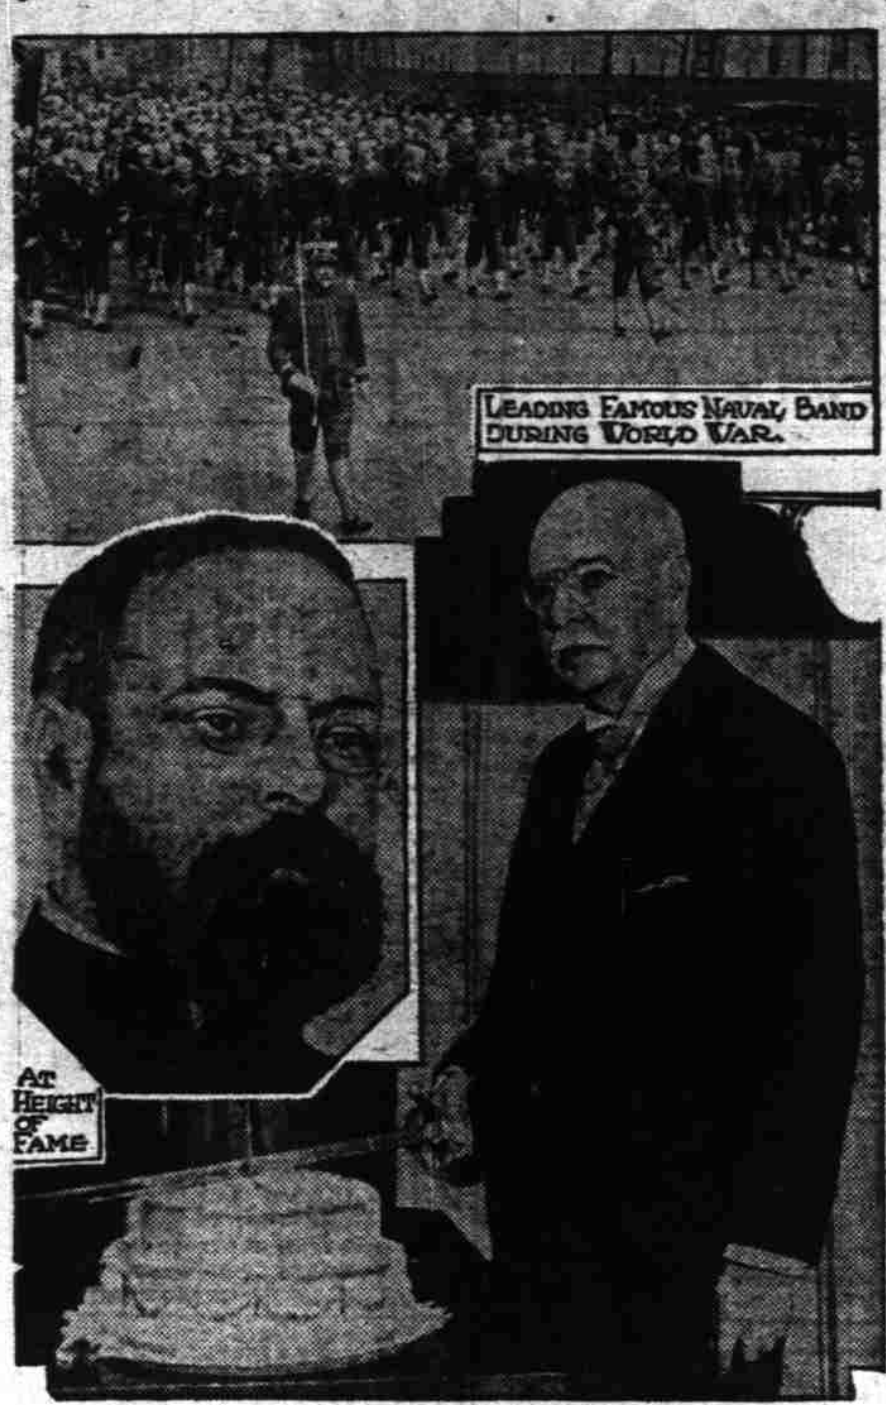 LEADING FAMOUS NAVAL BAND
DURING WORLD WAR.
AT
HEIGHT
OF
FAME